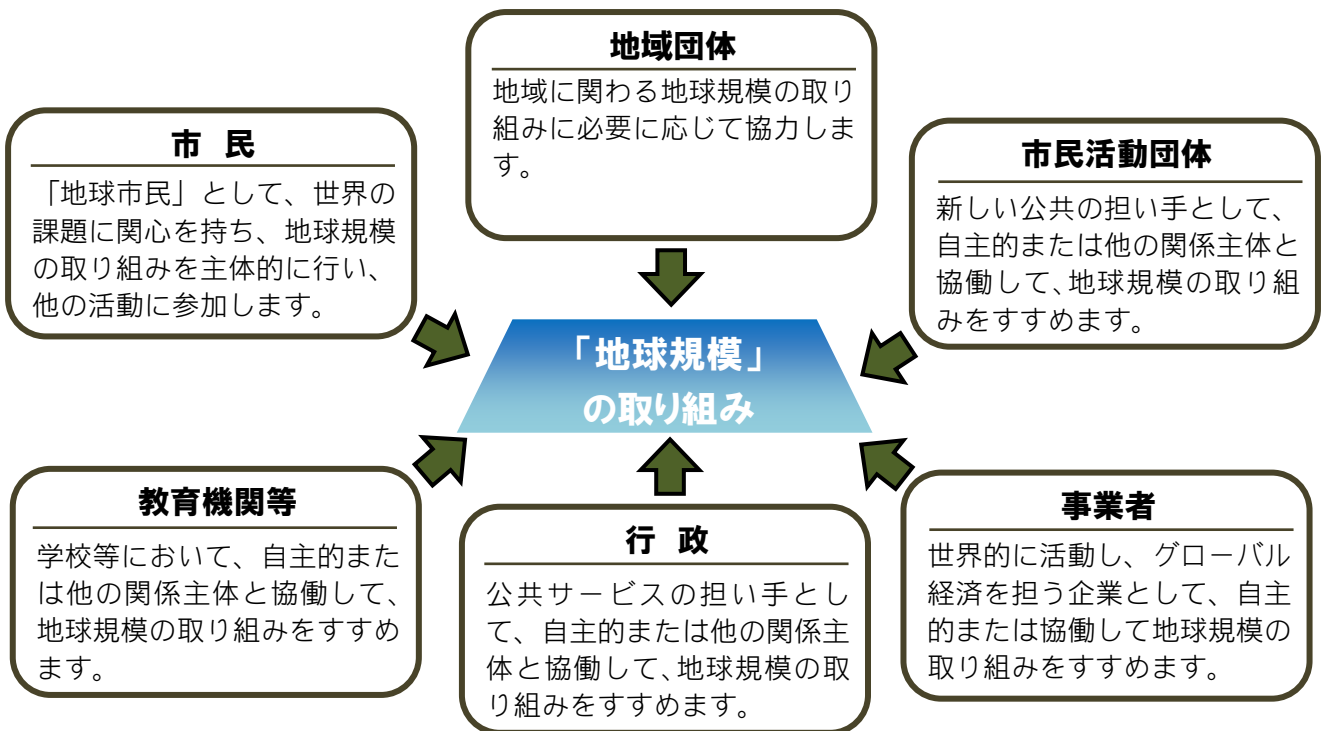 地域団体
地域に関わる地球規模の取り
組みに必要に応じて協力しま
す。
市 民
「地球市民」として、世界の
課題に関心を持ち、地球規模
の取り組みを主体的に行い、
他の活動に参加します。
市民活動団体
新しい公共の担い手として、
自主的または他の関係主体と
協働して、地球規模の取り組
みをすすめます。
「地球規模」
の取り組み
教育機関等
学校等において、自主的また
は他の関係主体と協働して、
地球規模の取り組みをすすめ
ます。
行 政
公共サービスの担い手とし
て、自主的または他の関係主
体と協働して、地球規模の取
り組みをすすめます。
事業者
世界的に活動し、グローバル
経済を担う企業として、自主
的または協働して地球規模の
取り組みをすすめます。